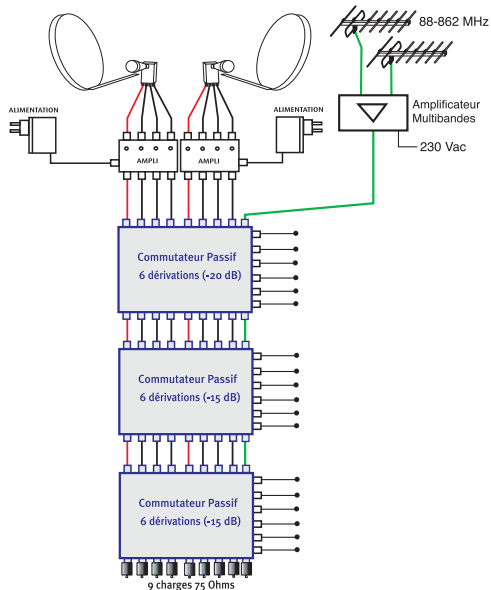 88-862 MHz
ALIMENTATION
ALIMENTATION
Amplificateur
Multibandes
230 Vac
AMPLI
AMPLI
Commutateur Passif
6 dérivations (-20 dB)
Commutateur Passif
6 dérivations (-15 dB)
Commutateur Passif
6 dérivations (-15 dB)
9 charges 75 Ohms